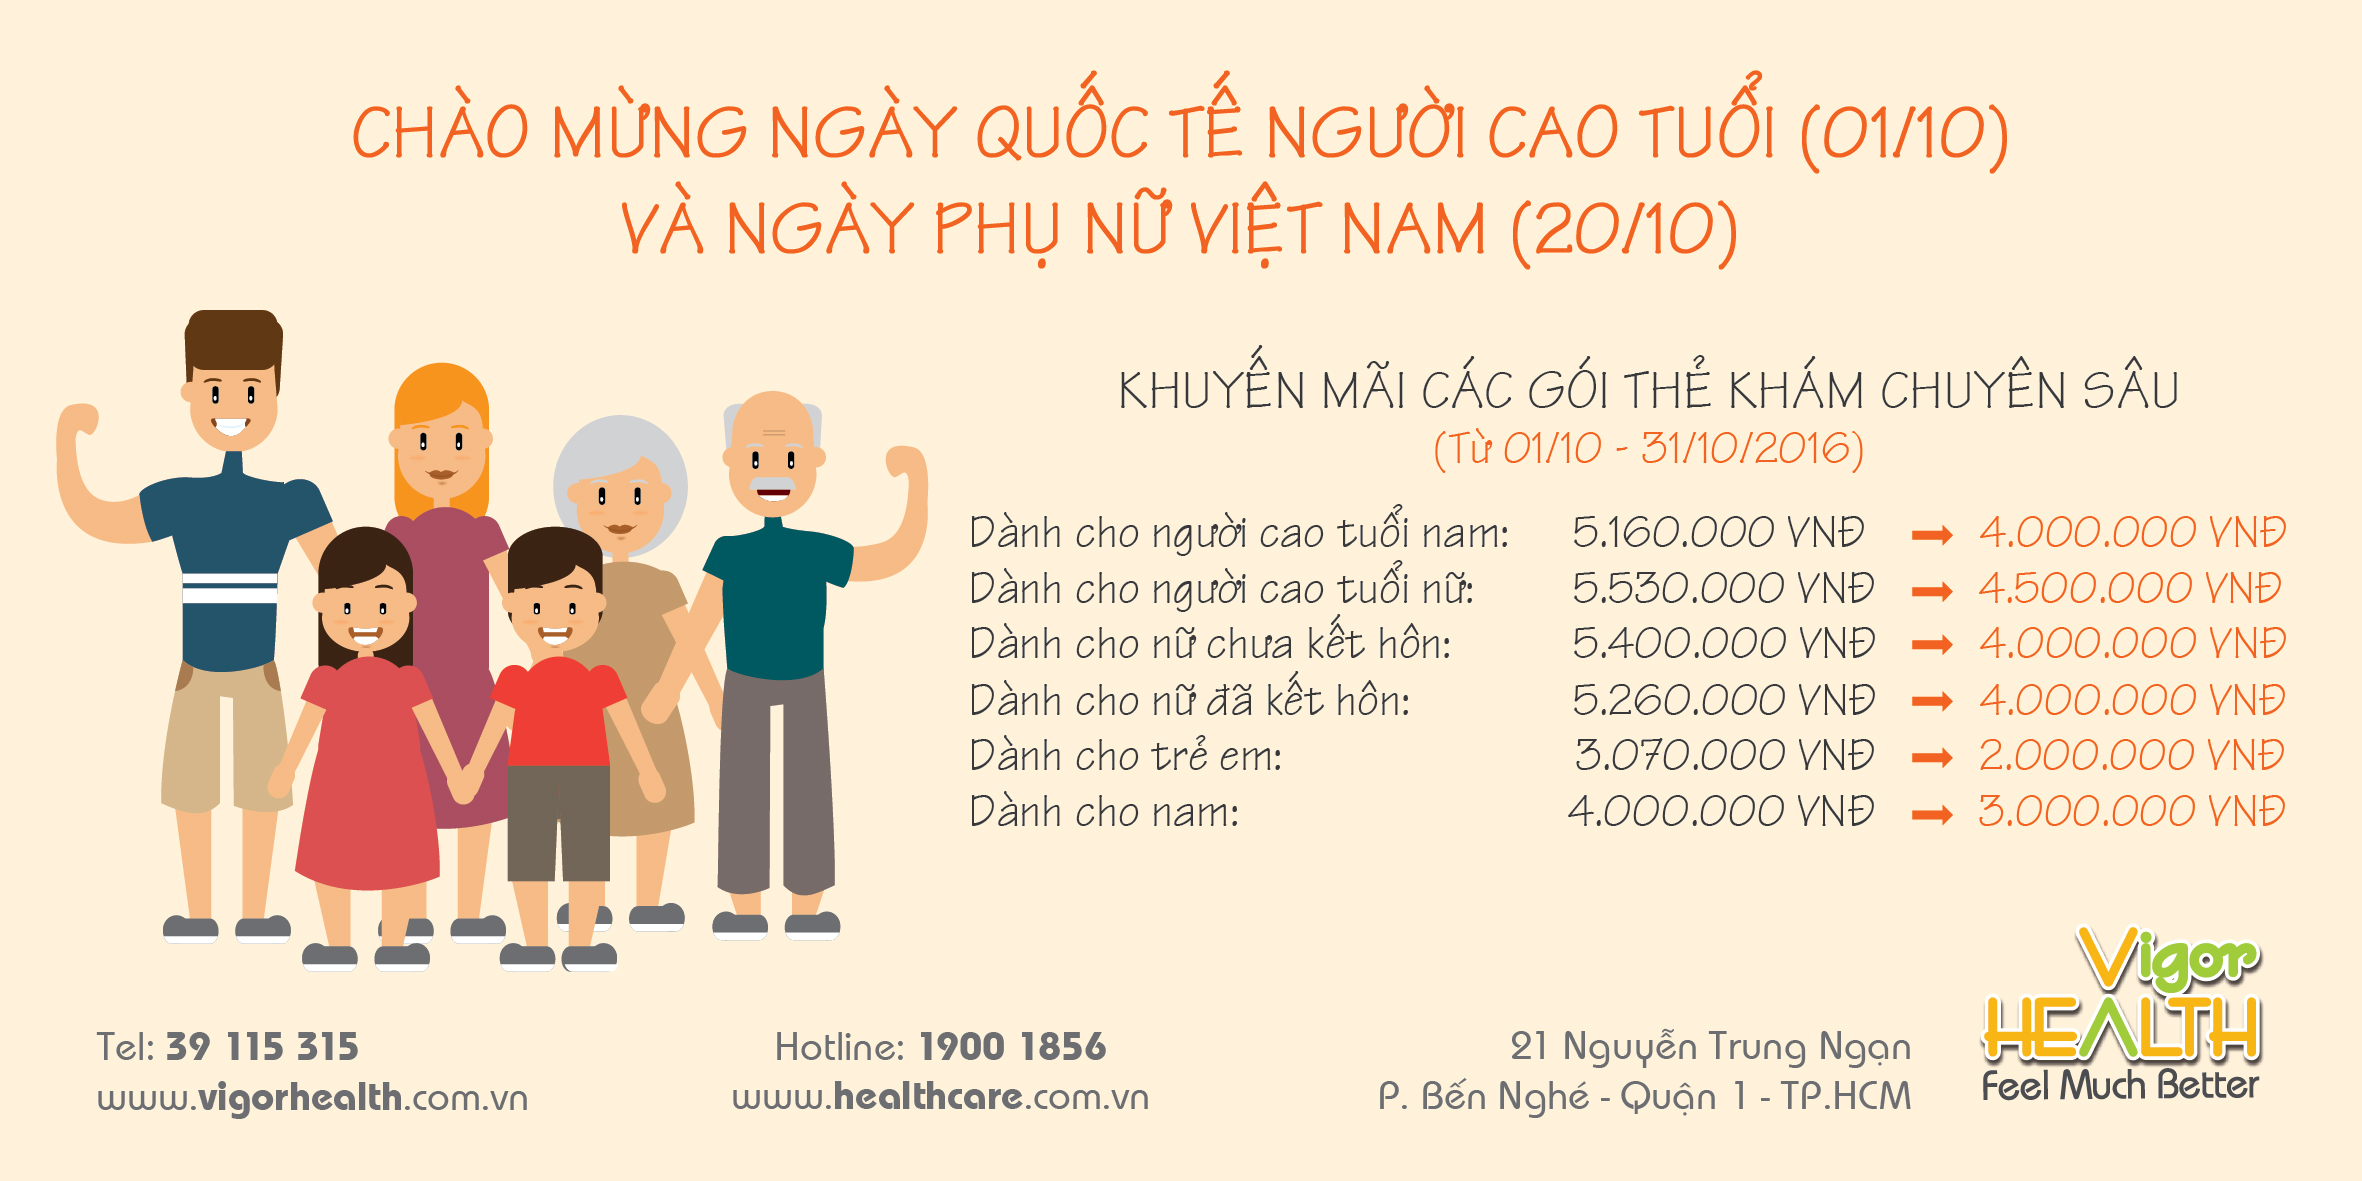 CHÀO MỪNG NGÀY QUỐC TẾ NGƯỜI CAO TUỔI (01/10)
VÀ NGÀY PHỤ NỮ VIỆT NAM (20/10)
KHUYẾN MÃI CÁC GÓI THẺ KHÁM CHUYÊN SÂU
(Từ 01/10 - 31/10/2016)
Dành cho người cao tuổi nam: 5.160.000 VNĐ → 4.000.000 VNĐ
Dành cho người cao tuổi nữ: 5.530.000 VNĐ → 4.500.000 VNĐ
Dành cho nữ chưa kết hôn: 5.400.000 VNĐ → 4.000.000 VNĐ
Dành cho nữ đã kết hôn: 5.260.000 VNĐ → 4.000.000 VNĐ
Dành cho trẻ em: 3.070.000 VNĐ → 2.000.000 VNĐ
Dành cho nam: 4.000.000 VNĐ → 3.000.000 VNĐ
Tel: 39 115 315
www.vigorhealth.com.vn
Hotline: 1900 1856
www.healthcare.com.vn
21 Nguyễn Trung Ngạn
P. Bến Nghé - Quận 1 - TP.HCM
Vigor
HEALTH
Feel Much Better